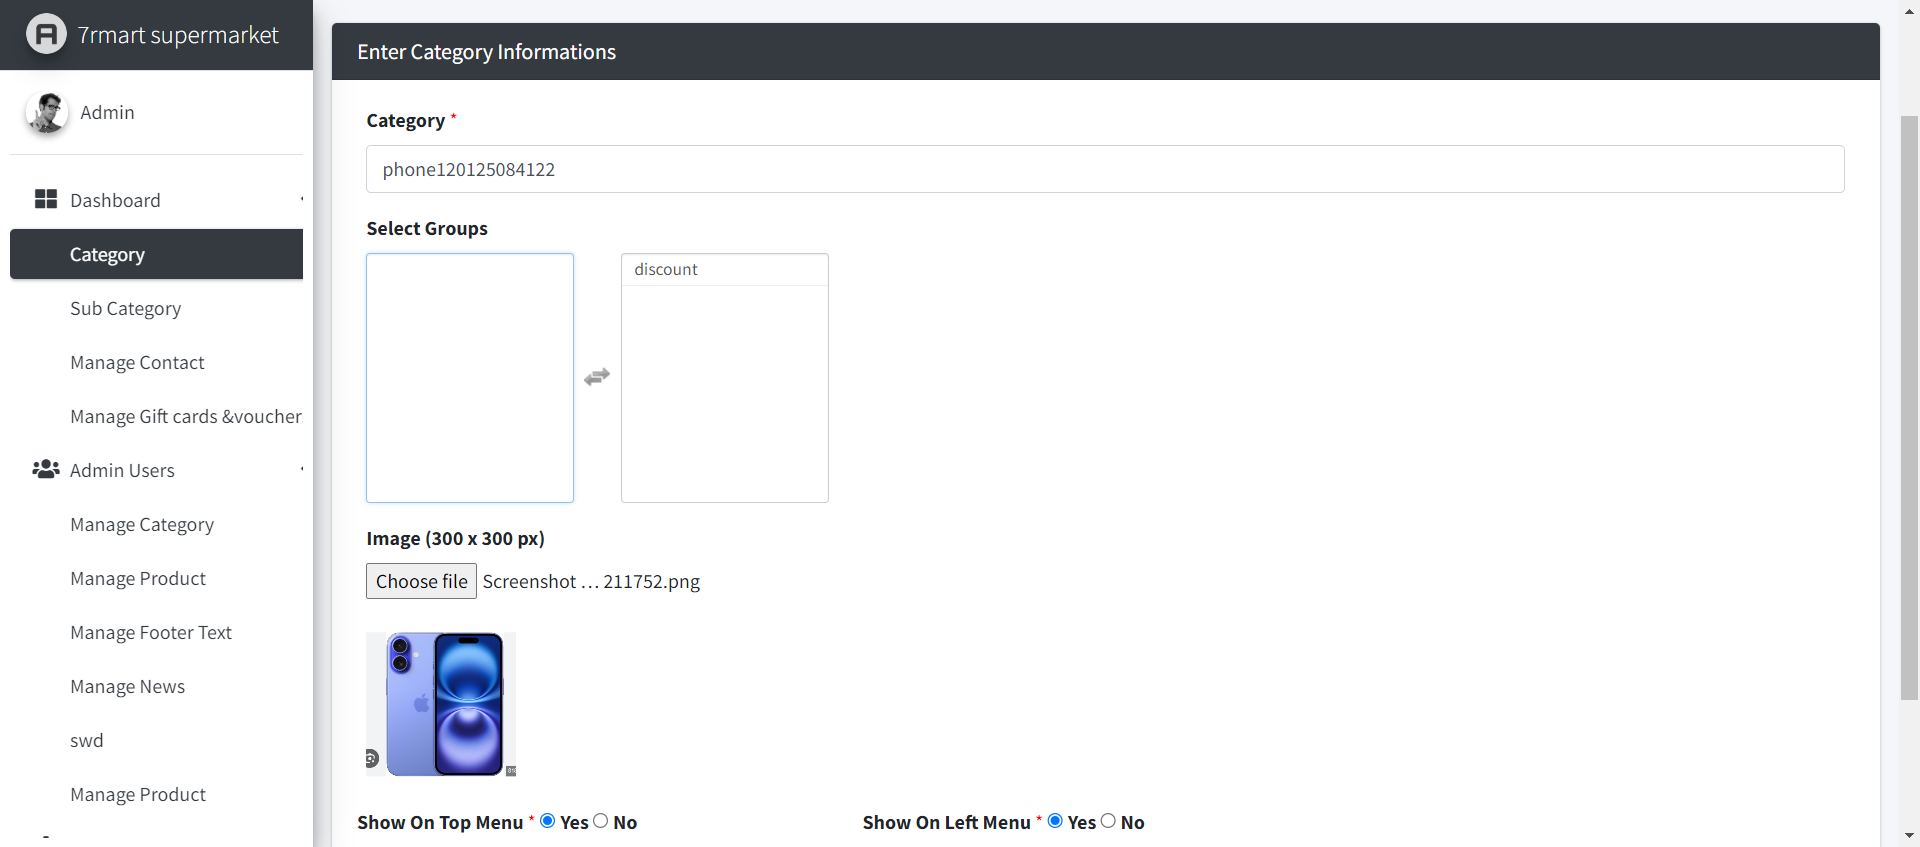 7rmart supermarket
Admin
Dashboard
Category
Sub Category
Manage Contact
Manage Gift cards &voucher
Admin Users
Manage Category
Manage Product
Manage Footer Text
Manage News
swd
Manage Product
Enter Category Informations
Category *
phone120125084122
Select Groups
discount
Image (300 x 300 px)
Choose file Screenshot ... 211752.png
Show On Top Menu * Yes No
Show On Left Menu * Yes No